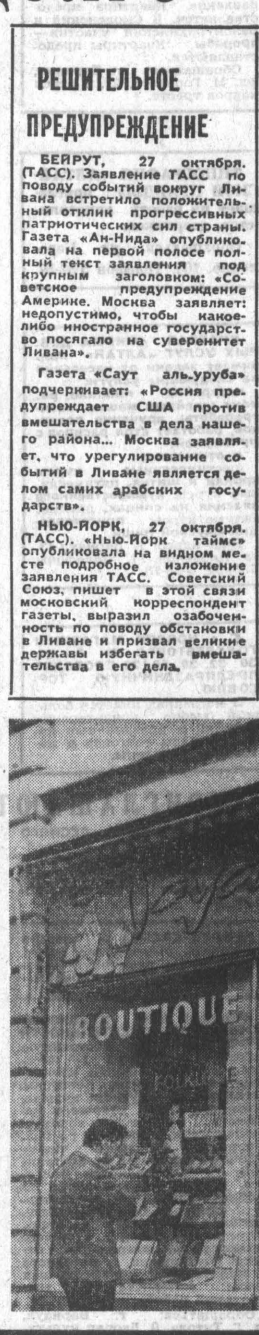 РЕШИТЕЛЬНОЕ
ПРЕДУПРЕЖДЕНИЕ
БЕЙРУТ, 27 октября.
(ТАСС). Заявление ТАСС по
поводу событий вокруг Ли-
вана встретило положитель-
ный отклик прогрессивных
патриотических сил страны.
Газета «Ан-Нида» опублико-
вала на первой полосе пол-
ный текст заявления под
крупным заголовком: «Со-
ветское предупреждение
Америке. Москва заявляет:
недопустимо, чтобы какое-
либо иностранное государст-
во посягало на суверенитет
Ливана».
Газета «Саут аль.уруба»
подчеркивает: «Россия пре-
дупреждает США против
вмешательства в дела наше-
го района... Москва заявля-
ет, что урегулирование со-
бытий в Ливане является де-
лом самих арабских госу-
дарств».
НЬЮ-ЙОРК, 27 октября.
(ТАСС). «Нью-Йорк таймс»
опубликовала на видном ме-
сте подробное изложение
заявления ТАСС. Советский
Союз, пишет в этой связи
московский корреспондент
газеты, выразил озабочен-
ность по поводу обстановки
в Ливане и призвал великие
державы избегать вмеша-
тельства в его дела.
BOUTIQUE